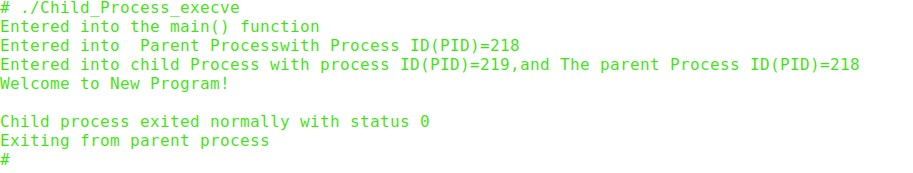 # ./Child_Process_execve
Entered into the main() function
Entered into  Parent Processwith Process ID(PID)=218
Entered into child Process with process ID(PID)=219,and The parent Process ID(PID)=218
Welcome to New Program!
Child process exited normally with status 0
Exiting from parent process
#